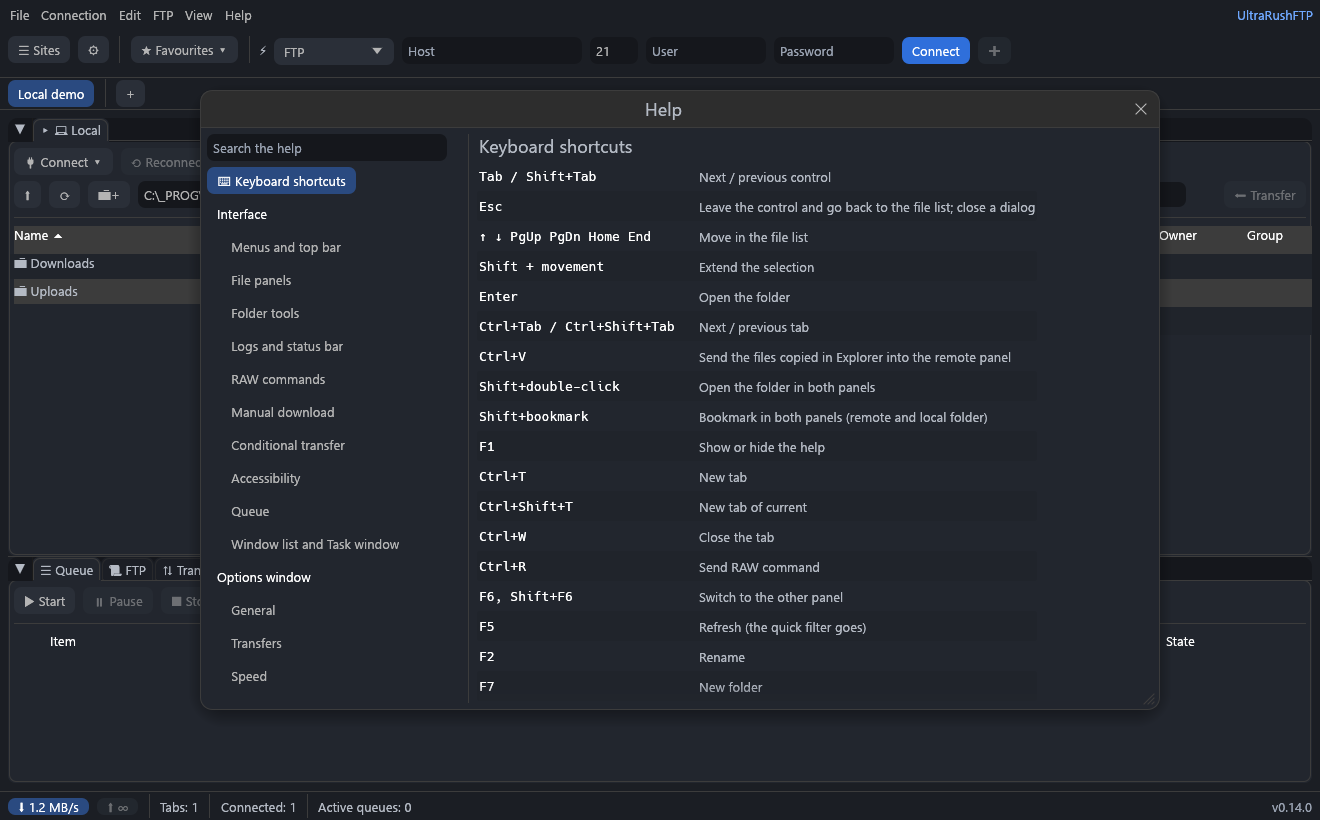 File Connection Edit FTP View Help UltraRushFTP
Sites Favourites FTP Host 21 User Password Connect +
Local demo +
Help
Local
Search the help
Connect
Keyboard shortcuts
C:\_PROG
Transfer
Name Owner Group
Downloads
Uploads
Interface
Menus and top bar
File panels
Folder tools
Logs and status bar
RAW commands
Manual download
Conditional transfer
Accessibility
Queue
Window list and Task window
Options window
General
Transfers
Speed
Keyboard shortcuts
Tab / Shift+Tab Next / previous control
Esc Leave the control and go back to the file list; close a dialog
↑ ↓ PgUp PgDn Home End Move in the file list
Shift + movement Extend the selection
Enter Open the folder
Ctrl+Tab / Ctrl+Shift+Tab Next / previous tab
Ctrl+V Send the files copied in Explorer into the remote panel
Shift+double-click Open the folder in both panels
Shift+bookmark Bookmark in both panels (remote and local folder)
F1 Show or hide the help
Ctrl+T New tab
Ctrl+Shift+T New tab of current
Ctrl+W Close the tab
Ctrl+R Send RAW command
F6, Shift+F6 Switch to the other panel
F5 Refresh (the quick filter goes)
F2 Rename
F7 New folder
Queue FTP
Start Pause
Item State
1.2 MB/s ∞ Tabs: 1 Connected: 1 Active queues: 0 v0.14.0